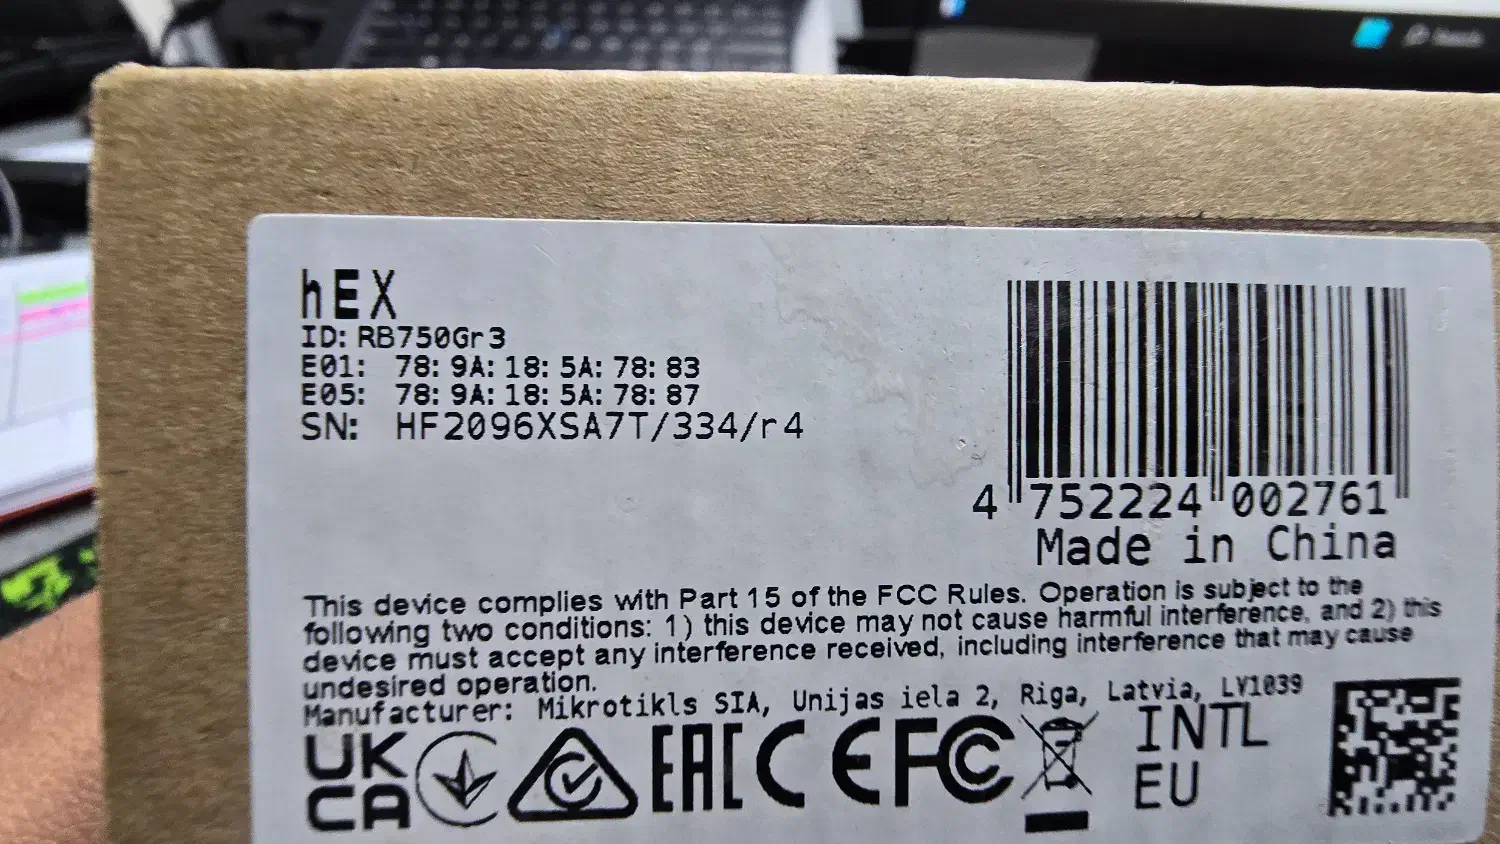 hEX
ID: RB750Gr3
E01: 78: 9A: 18: 5A: 78: 83
E05: 78: 9A: 18: 5A: 78: 87
SN: HF2096XSA7T/334/r4
4 752224 002761
Made in China
This device complies with Part 15 of the FCC Rules. Operation is subject to the
following two conditions: 1) this device may not cause harmful interference, and 2) this
device must accept any interference received, including interference that may cause
undesired operation.
Manufacturer: Mikrotikls SIA, Unijas iela 2, Riga, Latvia, LV1039
UK
CA
EAC
CE
FC
INTL
EU